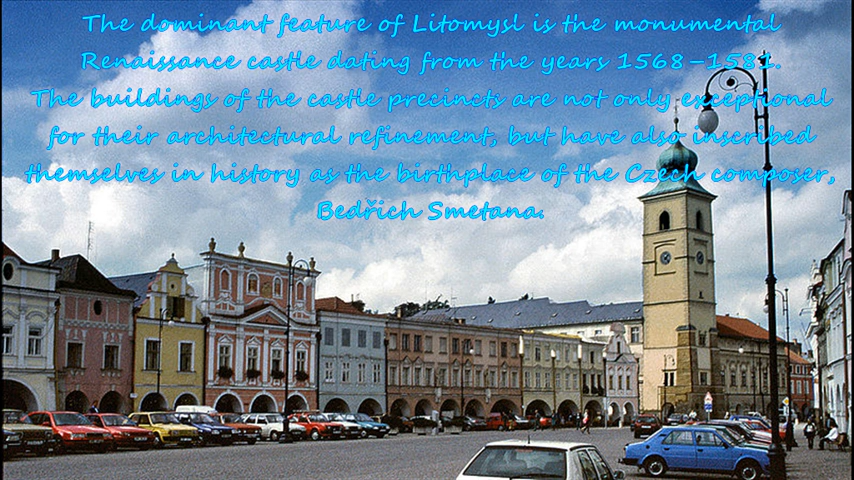 The dominant feature of Litomysl is the monumental
Renaissance castle dating from the years 1568–1581.
The buildings of the castle precincts are not only exceptional
for their architectural refinement, but have also inscribed
themselves in history as the birthplace of the Czech composer,
Bedřich Smetana.